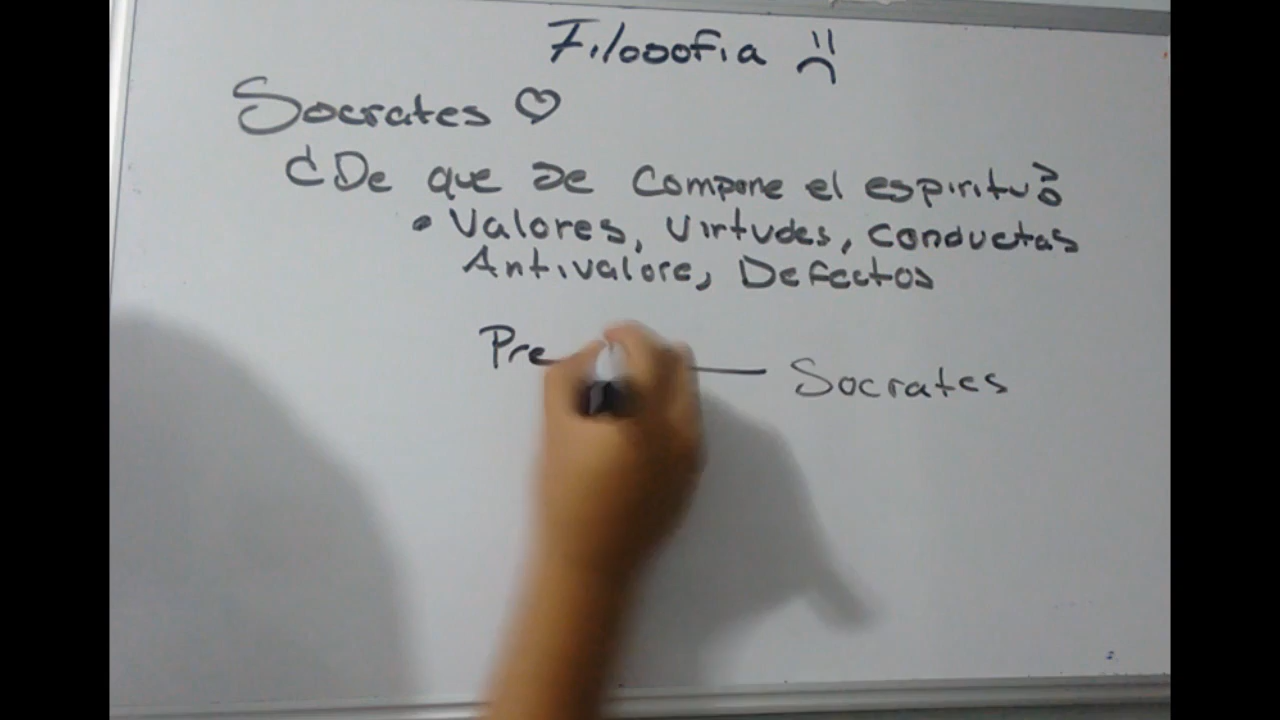 Filosofia
Socrates ♡
¿De que se compone el espiritu?
• Valores, Virtudes, Conductas
Antivalore, Defectos
Pre — Socrates